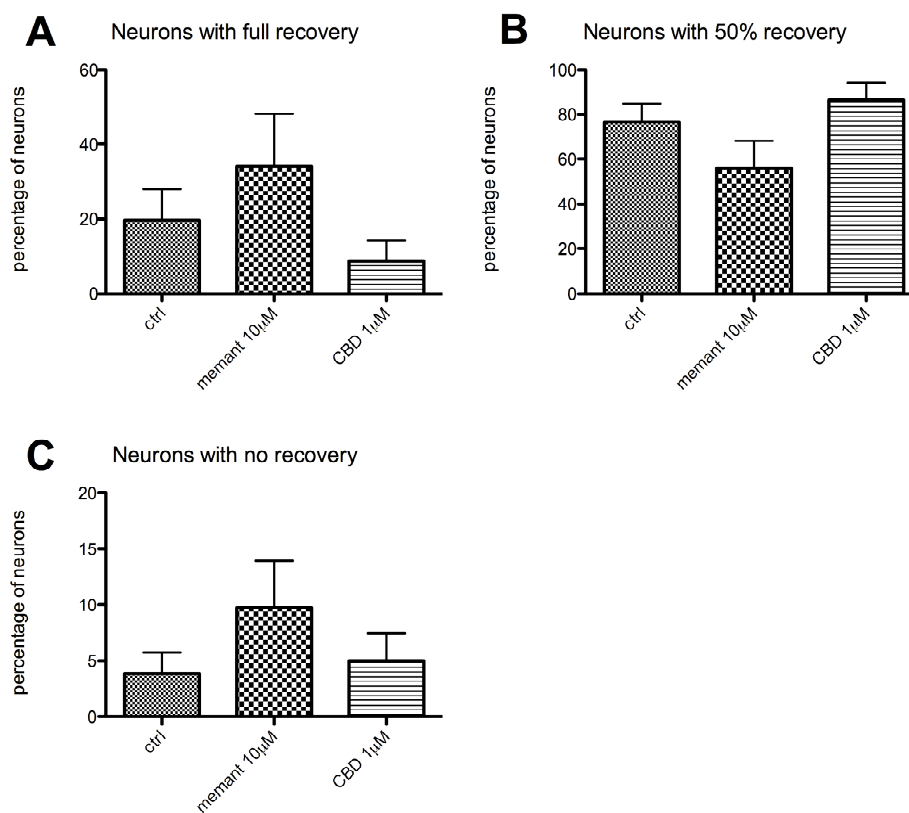 A Neurons with full recovery
percentage of neurons
60
40
20
0
ctrl
memant 10µM
CBD 1µM
B Neurons with 50% recovery
percentage of neurons
100
80
60
40
20
0
ctrl
memant 10µM
CBD 1µM
C Neurons with no recovery
percentage of neurons
20
15
10
5
0
ctrl
memant 10µM
CBD 1µM